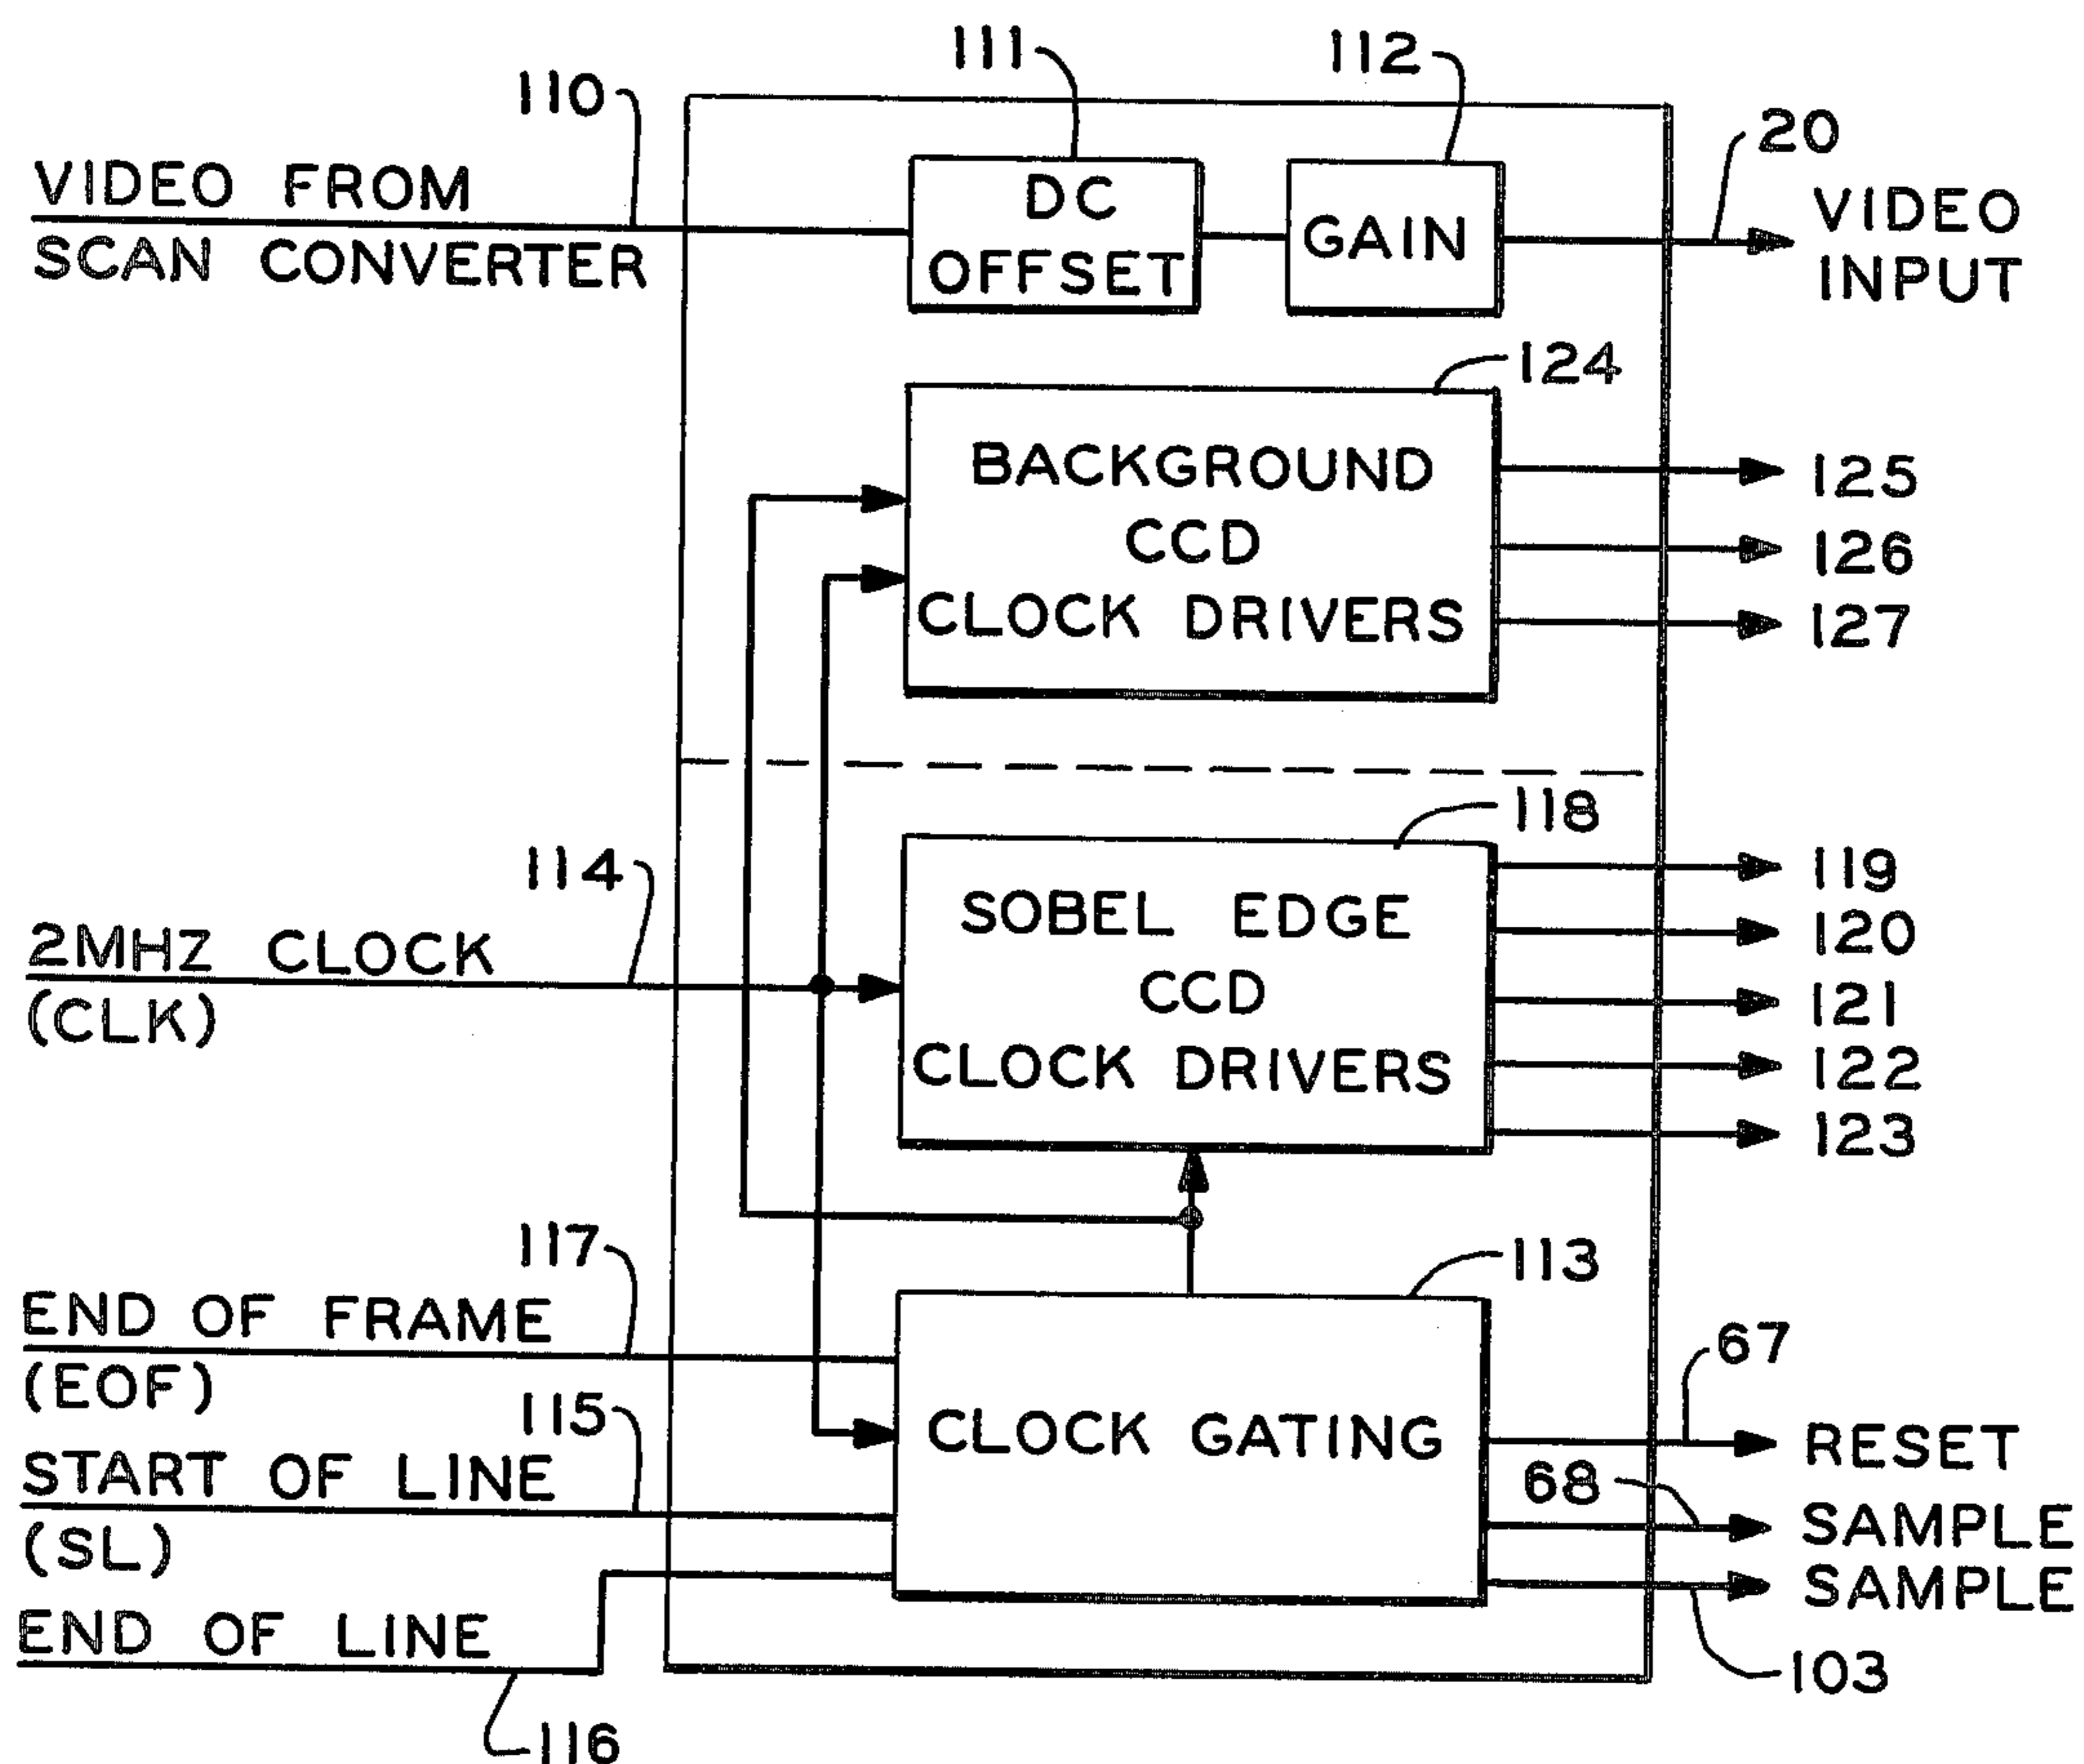 111
112
110
20
VIDEO FROM
SCAN CONVERTER
DC
OFFSET
GAIN
VIDEO
INPUT
124
BACKGROUND
CCD
CLOCK DRIVERS
125
126
127
118
114
2MHZ CLOCK
(CLK)
SOBEL EDGE
CCD
CLOCK DRIVERS
119
120
121
122
123
117
113
END OF FRAME
(EOF)
67
115
CLOCK GATING
RESET
START OF LINE
(SL)
68
SAMPLE
SAMPLE
END OF LINE
103
116